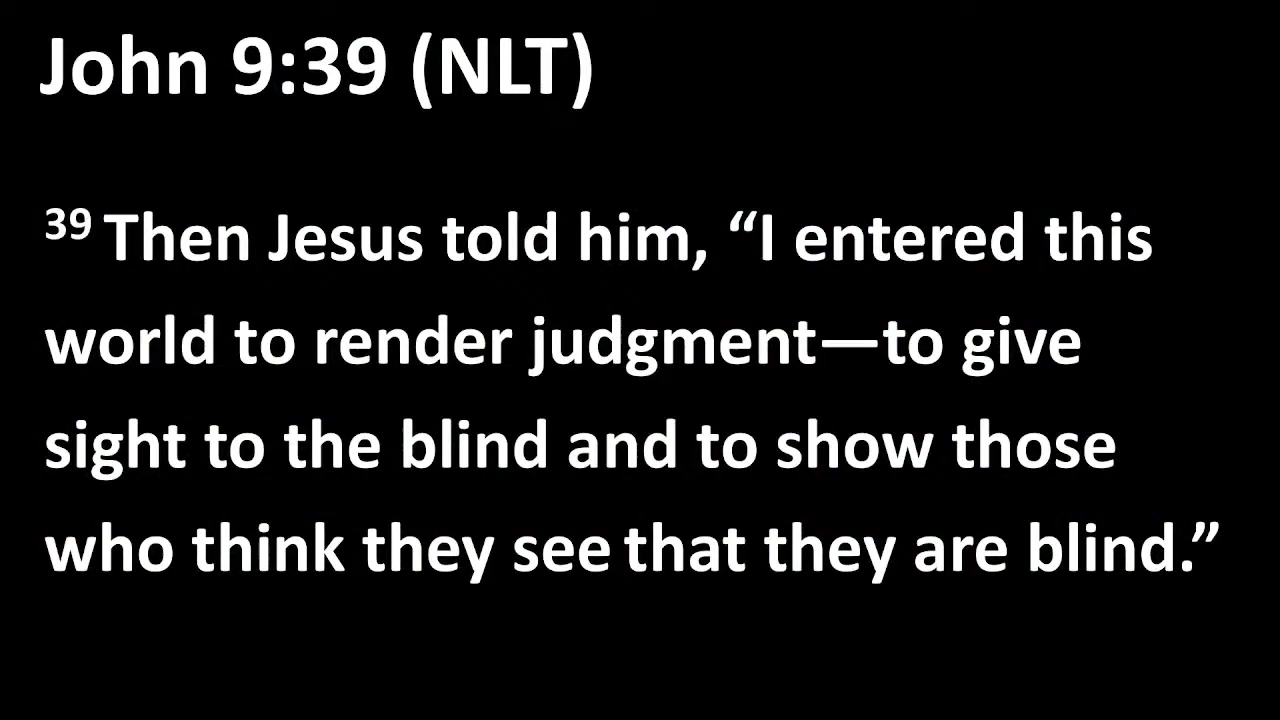 John 9:39 (NLT)
39 Then Jesus told him, “I entered this
world to render judgment—to give
sight to the blind and to show those
who think they see that they are blind.”